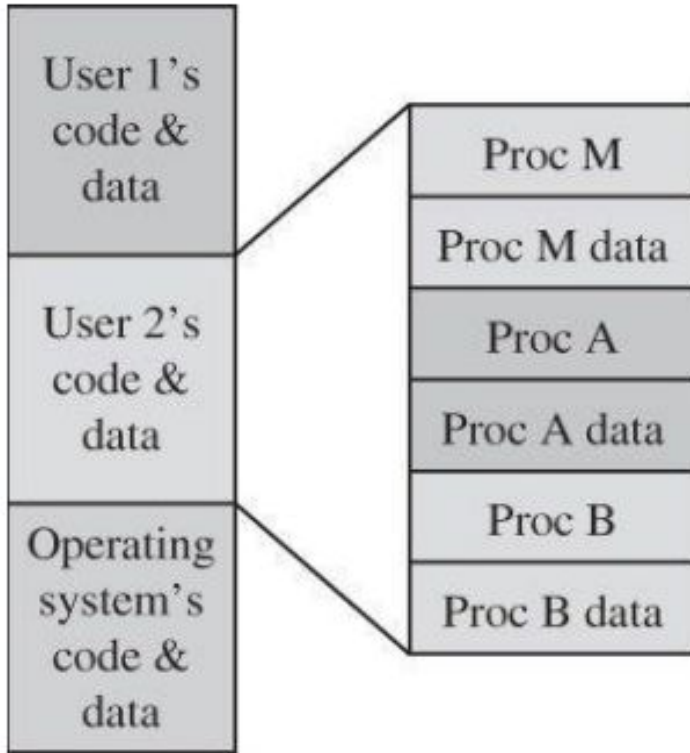 User 1's
code &
data
User 2's
code &
data
Operating
system's
code &
data
Proc M
Proc M data
Proc A
Proc A data
Proc B
Proc B data